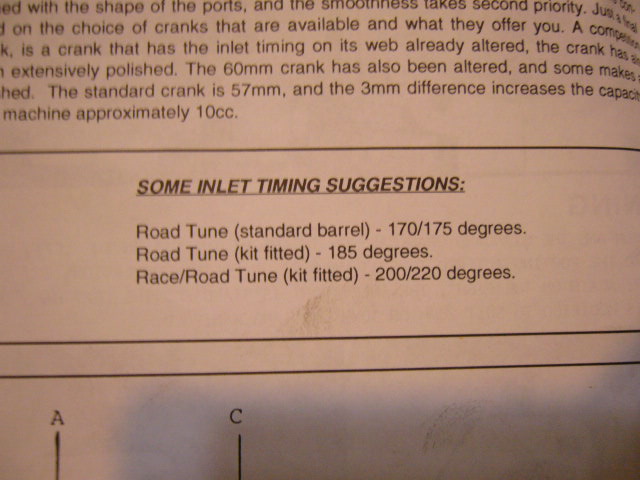 with the shape of the ports, and the smoothness takes second priority. Just a final
on the choice of cranks that are available and what they offer you. A competition
is a crank that has the inlet timing on its web already altered, the crank has
extensively polished. The 60mm crank has also been altered, and some makes
The standard crank is 57mm, and the 3mm difference increases the
machine approximately 10cc.
SOME INLET TIMING SUGGESTIONS:
Road Tune (standard barrel) - 170/175 degrees.
Road Tune (kit fitted) - 185 degrees.
Race/Road Tune (kit fitted) - 200/220 degrees.
A C